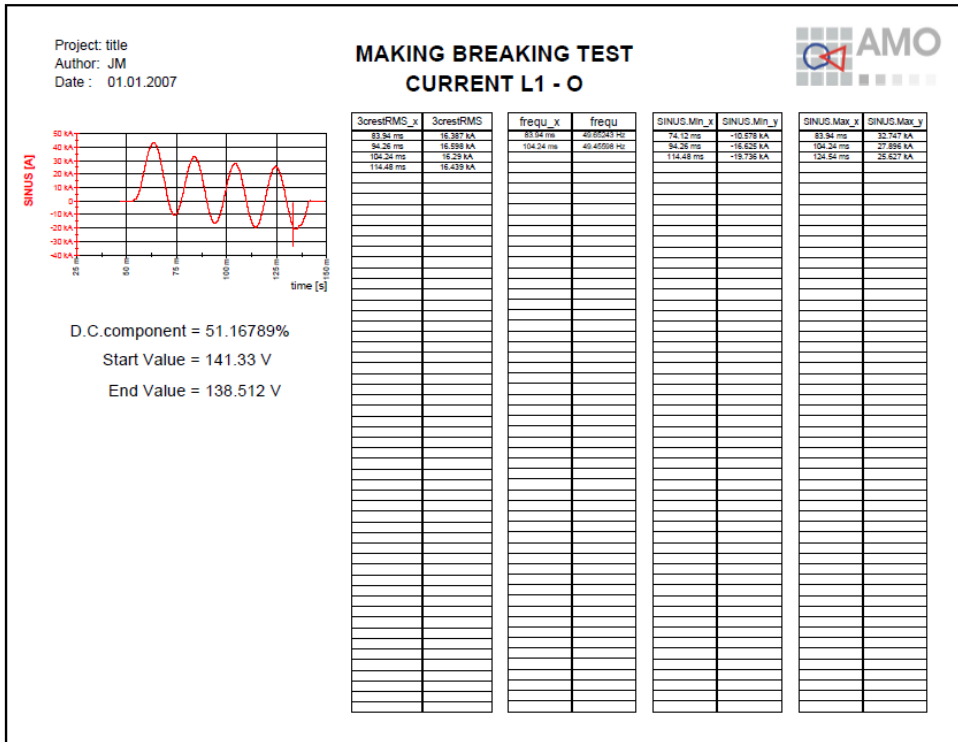 Project: title
Author: JM
Date : 01.01.2007
MAKING BREAKING TEST
CURRENT L1 - O
AMO
SINUS [A]
50 kA
40 kA
30 kA
20 kA
10 kA
0
-10 kA
-20 kA
-30 kA
-40 kA
25 m
50 m
75 m
100 m
125 m
150 m
time [s]
D.C.component = 51.16789%
Start Value = 141.33 V
End Value = 138.512 V
3crestRMS_x 3crestRMS
83.94 ms 16.387 kA
94.26 ms 16.598 kA
104.24 ms 16.29 kA
114.48 ms 16.439 kA
frequ_x frequ
83.94 ms 49.65243 Hz
104.24 ms 49.45598 Hz
SINUS.Min_x SINUS.Min_y
74.12 ms -10.578 kA
94.26 ms -16.625 kA
114.48 ms -19.736 kA
SINUS.Max_x SINUS.Max_y
83.94 ms 32.747 kA
104.24 ms 27.896 kA
124.54 ms 25.627 kA